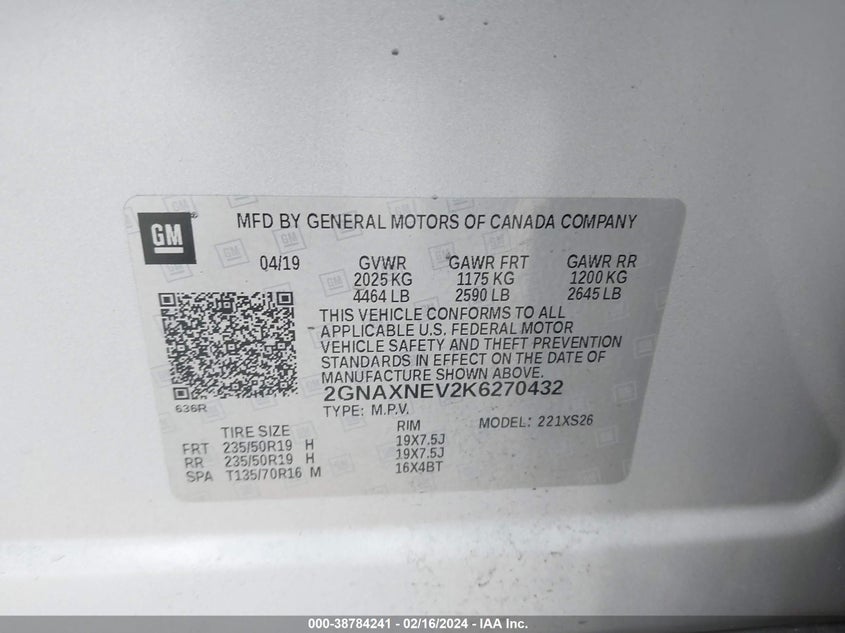 GM
MFD BY GENERAL MOTORS OF CANADA COMPANY
04/19 GVWR GAWR FRT GAWR RR
2025 KG 1175 KG 1200 KG
4464 LB 2590 LB 2645 LB
THIS VEHICLE CONFORMS TO ALL
APPLICABLE U.S. FEDERAL MOTOR
VEHICLE SAFETY AND THEFT PREVENTION
STANDARDS IN EFFECT ON THE DATE OF
MANUFACTURE SHOWN ABOVE.
2GNAXNEV2K6270432
636R
TYPE: M.P.V. MODEL: 221XS26
TIRE SIZE RIM
FRT 235/50R19 H 19X7.5J
RR 235/50R19 H 19X7.5J
SPA T135/70R16 M 16X4BT
000-38784241 - 02/16/2024 - IAA Inc.